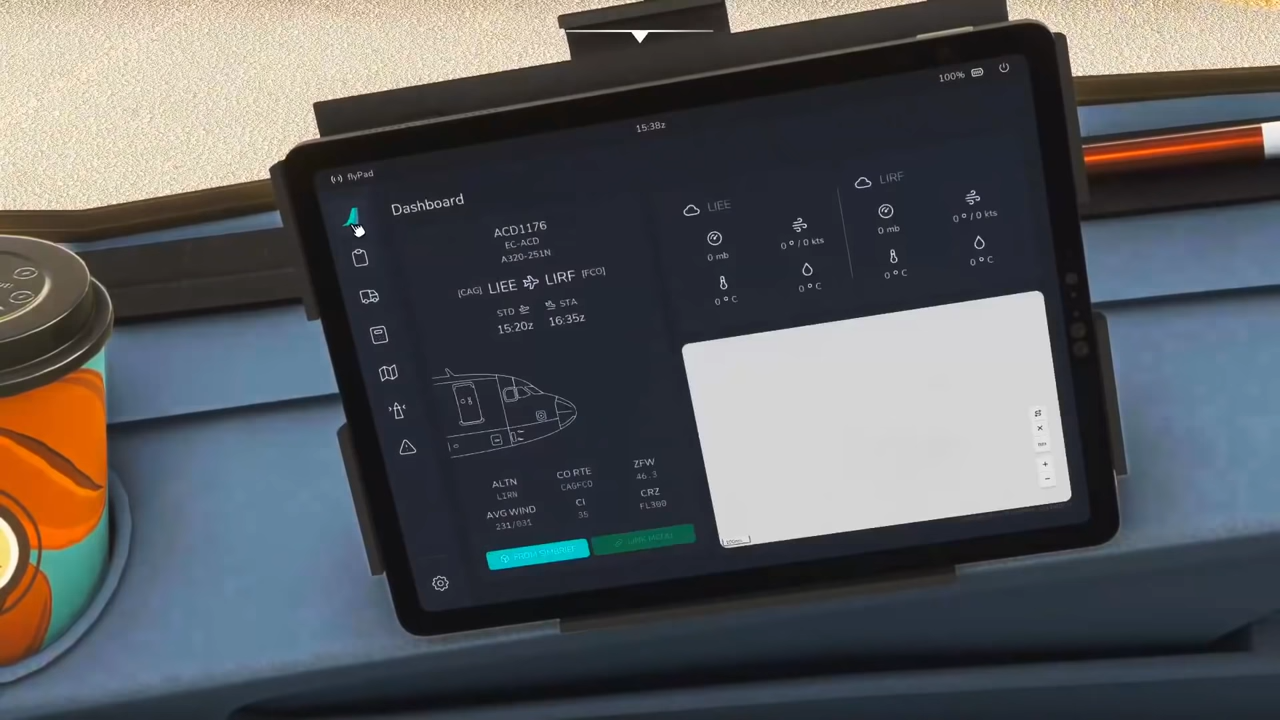 100%
15:38z
flyPad
Dashboard
ACD1176
EC-ACD
A320-251N
[CAG] LIEE LIRF [FCO]
STD STA
15:20z 16:35z
ALTN CO RTE ZFW
LIRN CAGFCO 46.3
AVG WIND CI CRZ
231/031 35 FL300
LIEE
0 mb 0° / 0 kts
0 ° C 0 ° C
LIRF
0 mb 0° / 0 kts
0 ° C 0 ° C